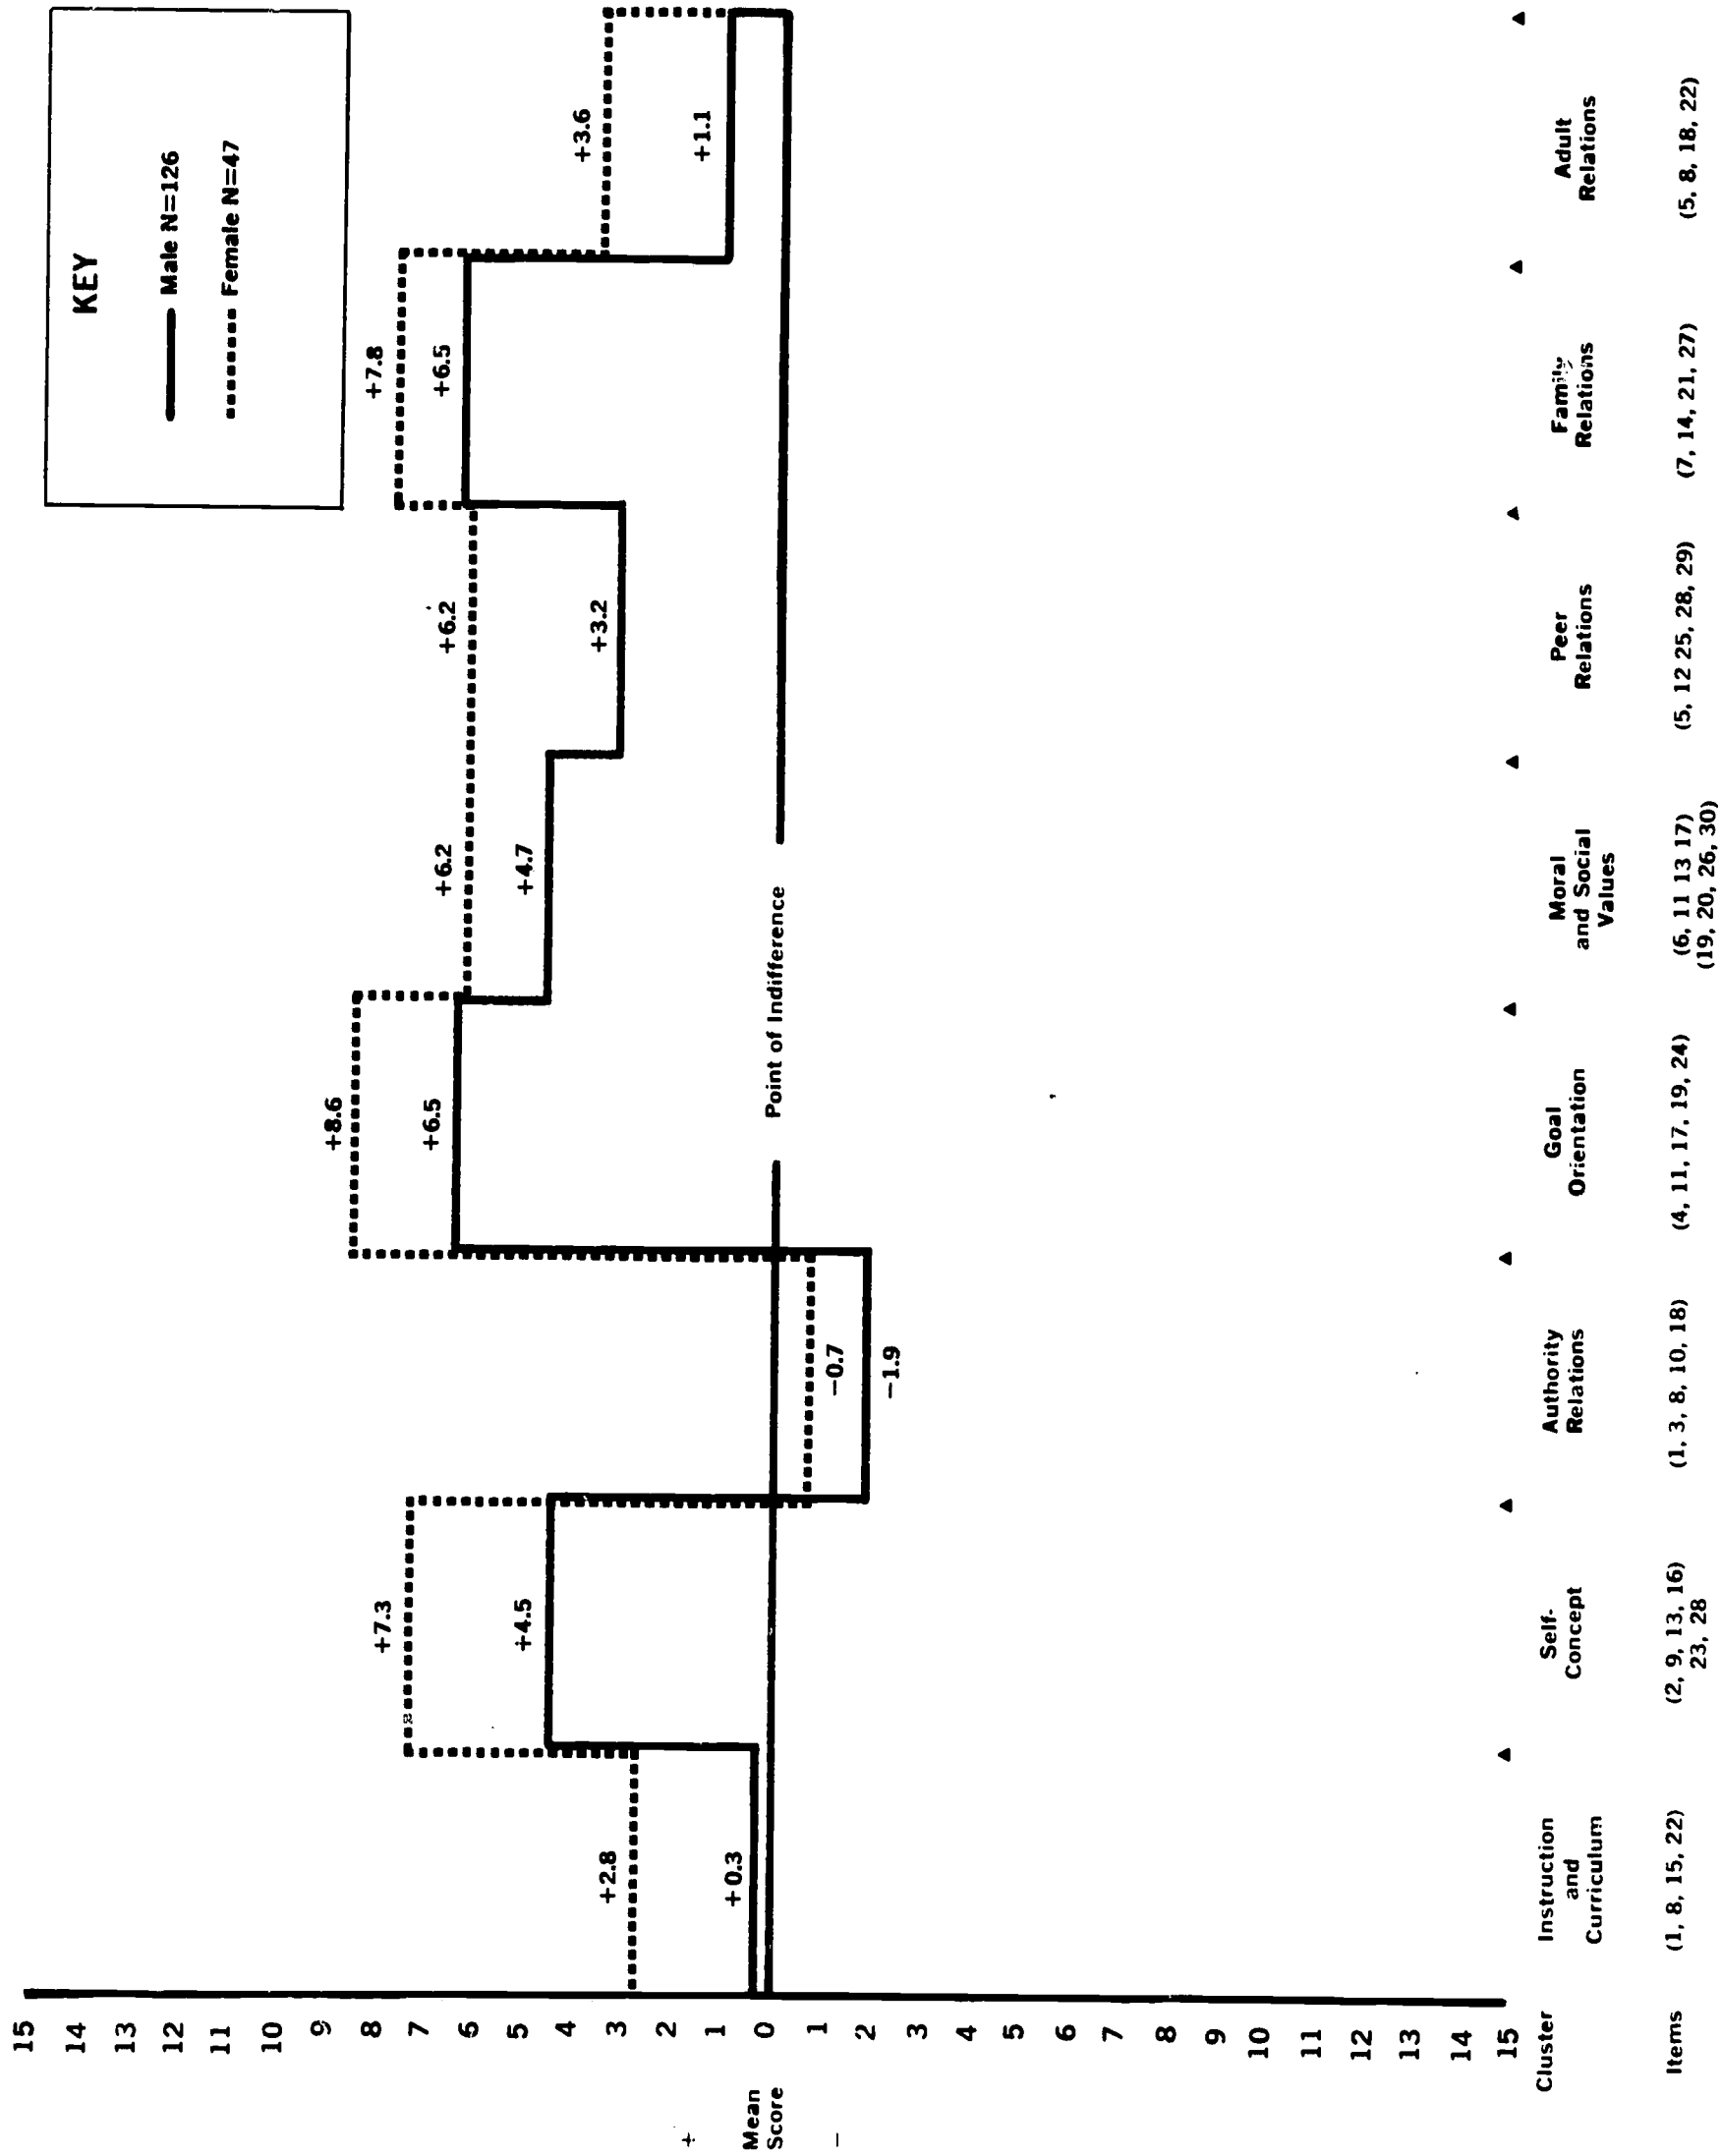 KEY
Male N=126
Female N=47
15
14
13
12
11
10
9
8
7
6
5
4
3
2
1
0
1
2
3
4
5
6
7
8
9
10
11
12
13
14
15
+
Mean
Score
−
+2.8
+0.3
+7.3
+4.5
−0.7
−1.9
+8.6
+6.5
+6.2
+4.7
+6.2
+3.2
+7.8
+6.5
+3.6
+1.1
Point of Indifference
Cluster
Instruction
and
Curriculum
Self-
Concept
Authority
Relations
Goal
Orientation
Moral
and Social
Values
Peer
Relations
Family
Relations
Adult
Relations
Items
(1, 8, 15, 22)
(2, 9, 13, 16)
23, 28
(1, 3, 8, 10, 18)
(4, 11, 17, 19, 24)
(6, 11 13 17)
(19, 20, 26, 30)
(5, 12 25, 28, 29)
(7, 14, 21, 27)
(5, 8, 18, 22)